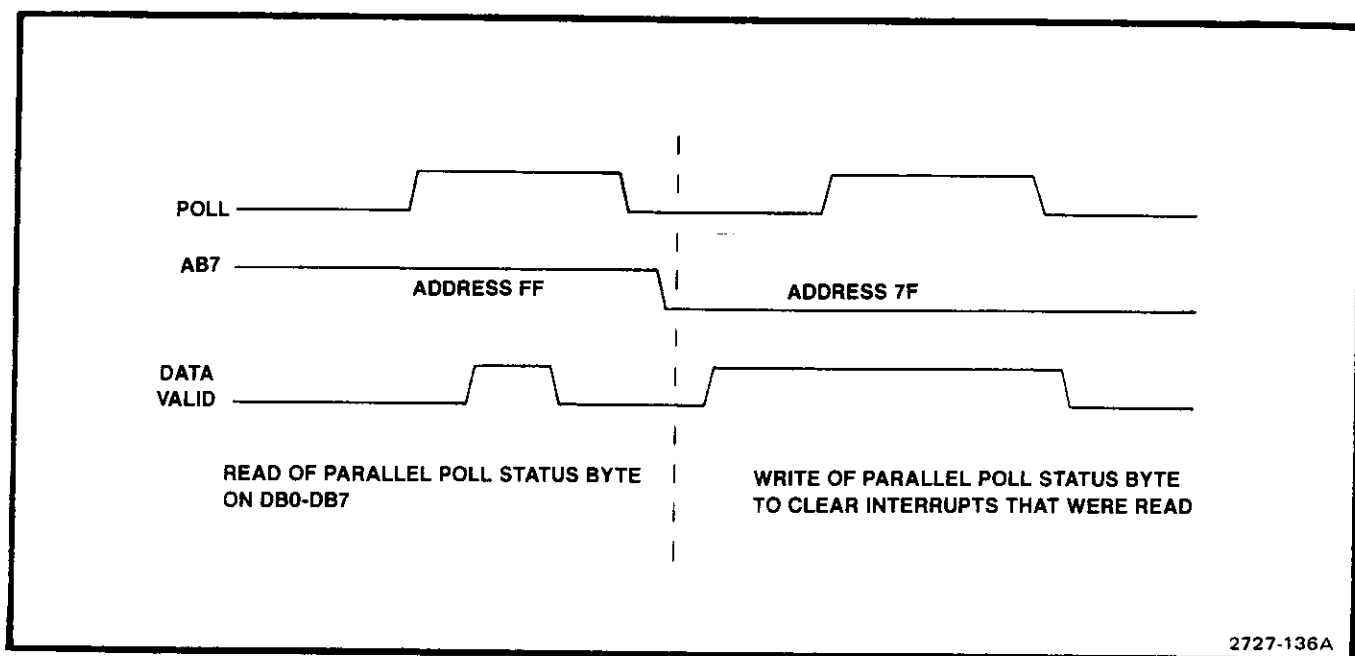 POLL
AB7
ADDRESS FF
ADDRESS 7F
DATA
VALID
READ OF PARALLEL POLL STATUS BYTE
ON DB0-DB7
WRITE OF PARALLEL POLL STATUS BYTE
TO CLEAR INTERRUPTS THAT WERE READ
2727-136A